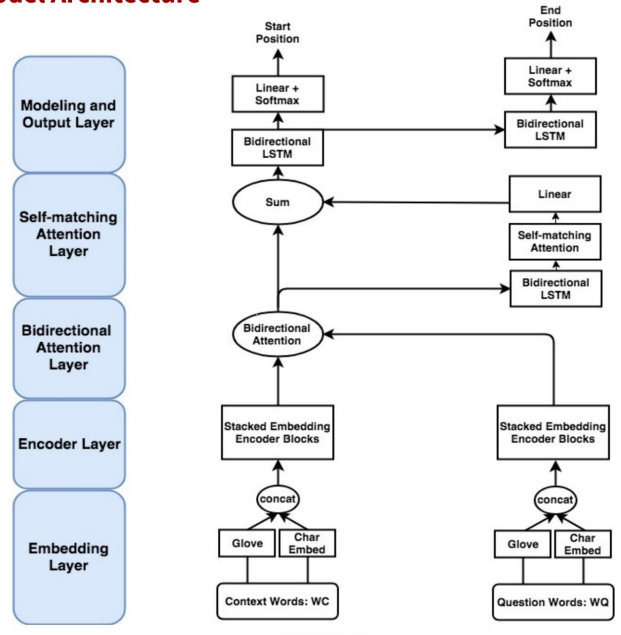 Model Architecture
Start
Position
End
Position
Modeling and
Output Layer
Linear +
Softmax
Linear +
Softmax
Bidirectional
LSTM
Bidirectional
LSTM
Self-matching
Attention
Layer
Sum
Linear
Self-matching
Attention
Bidirectional
LSTM
Bidirectional
Attention
Layer
Bidirectional
Attention
Encoder Layer
Stacked Embedding
Encoder Blocks
Stacked Embedding
Encoder Blocks
Embedding
Layer
concat
concat
Glove
Char
Embed
Glove
Char
Embed
Context Words: WC
Question Words: WQ